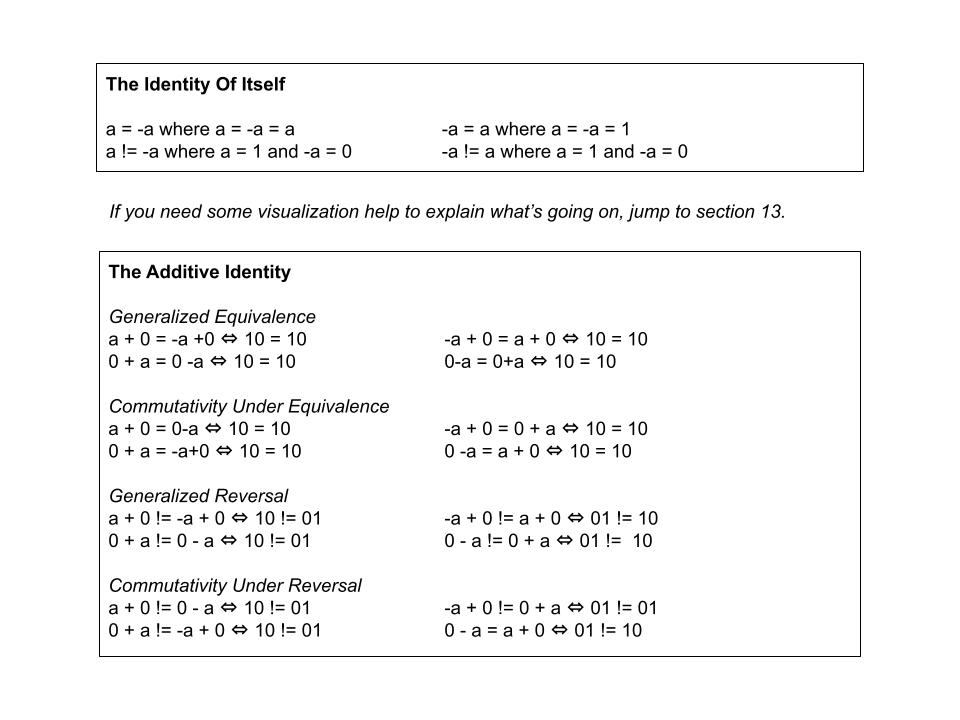 The Identity Of Itself
a = -a where a = -a = a -a = a where a = -a = 1
a != -a where a = 1 and -a = 0 -a != a where a = 1 and -a = 0
If you need some visualization help to explain what's going on, jump to section 13.
The Additive Identity
Generalized Equivalence
a + 0 = -a +0 ⇔ 10 = 10 -a + 0 = a + 0 ⇔ 10 = 10
0 + a = 0 -a ⇔ 10 = 10 0-a = 0+a ⇔ 10 = 10
Commutativity Under Equivalence
a + 0 = 0-a ⇔ 10 = 10 -a + 0 = 0 + a ⇔ 10 = 10
0 + a = -a+0 ⇔ 10 = 10 0 -a = a + 0 ⇔ 10 = 10
Generalized Reversal
a + 0 != -a + 0 ⇔ 10 != 01 -a + 0 != a + 0 ⇔ 01 != 10
0 + a != 0 - a ⇔ 10 != 01 0 - a != 0 + a ⇔ 01 != 10
Commutativity Under Reversal
a + 0 != 0 - a ⇔ 10 != 01 -a + 0 != 0 + a ⇔ 01 != 01
0 + a != -a + 0 ⇔ 10 != 01 0 - a = a + 0 ⇔ 01 != 10